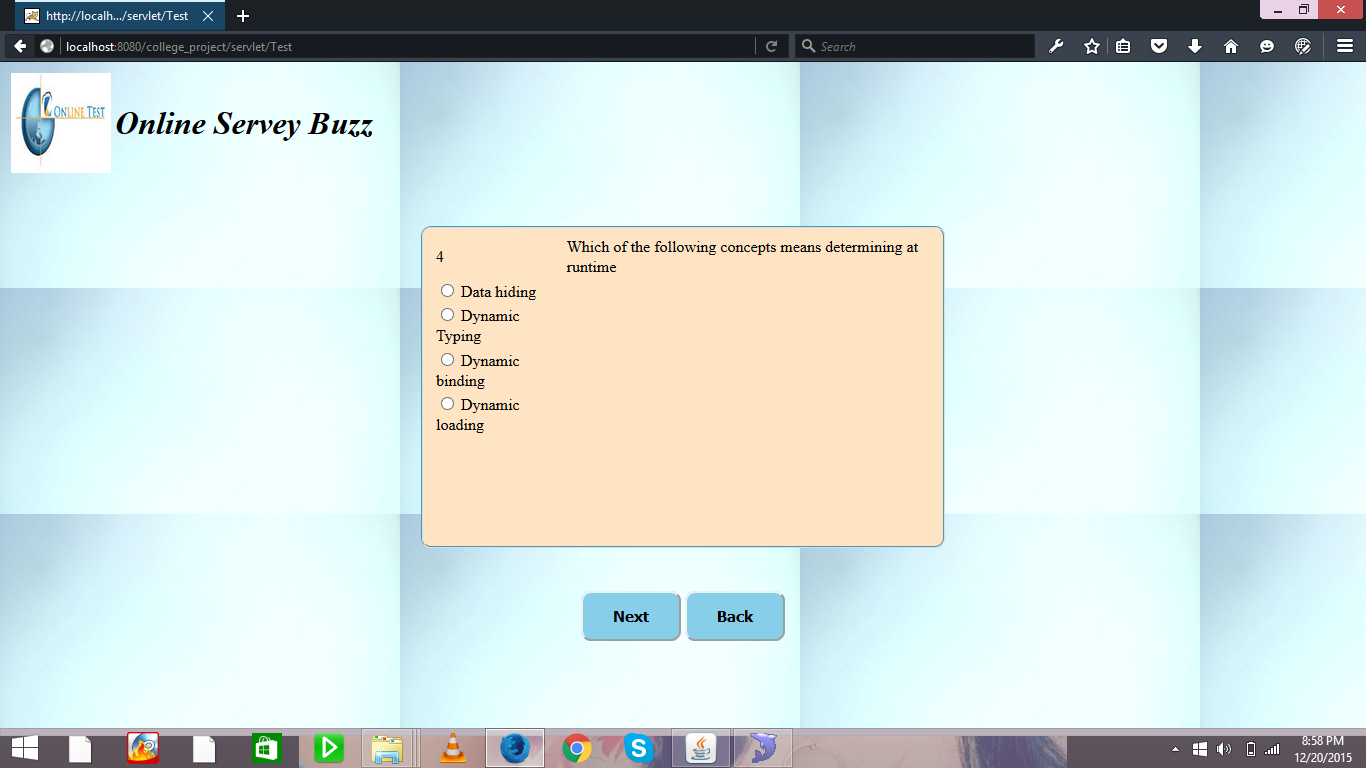 http://localh.../servlet/Test
localhost:8080/college_project/servlet/Test
Search
ONLINE TEST
Online Servey Buzz
4
Which of the following concepts means determining at
runtime
Data hiding
Dynamic
Typing
Dynamic
binding
Dynamic
loading
Next
Back
8:58 PM
12/20/2015